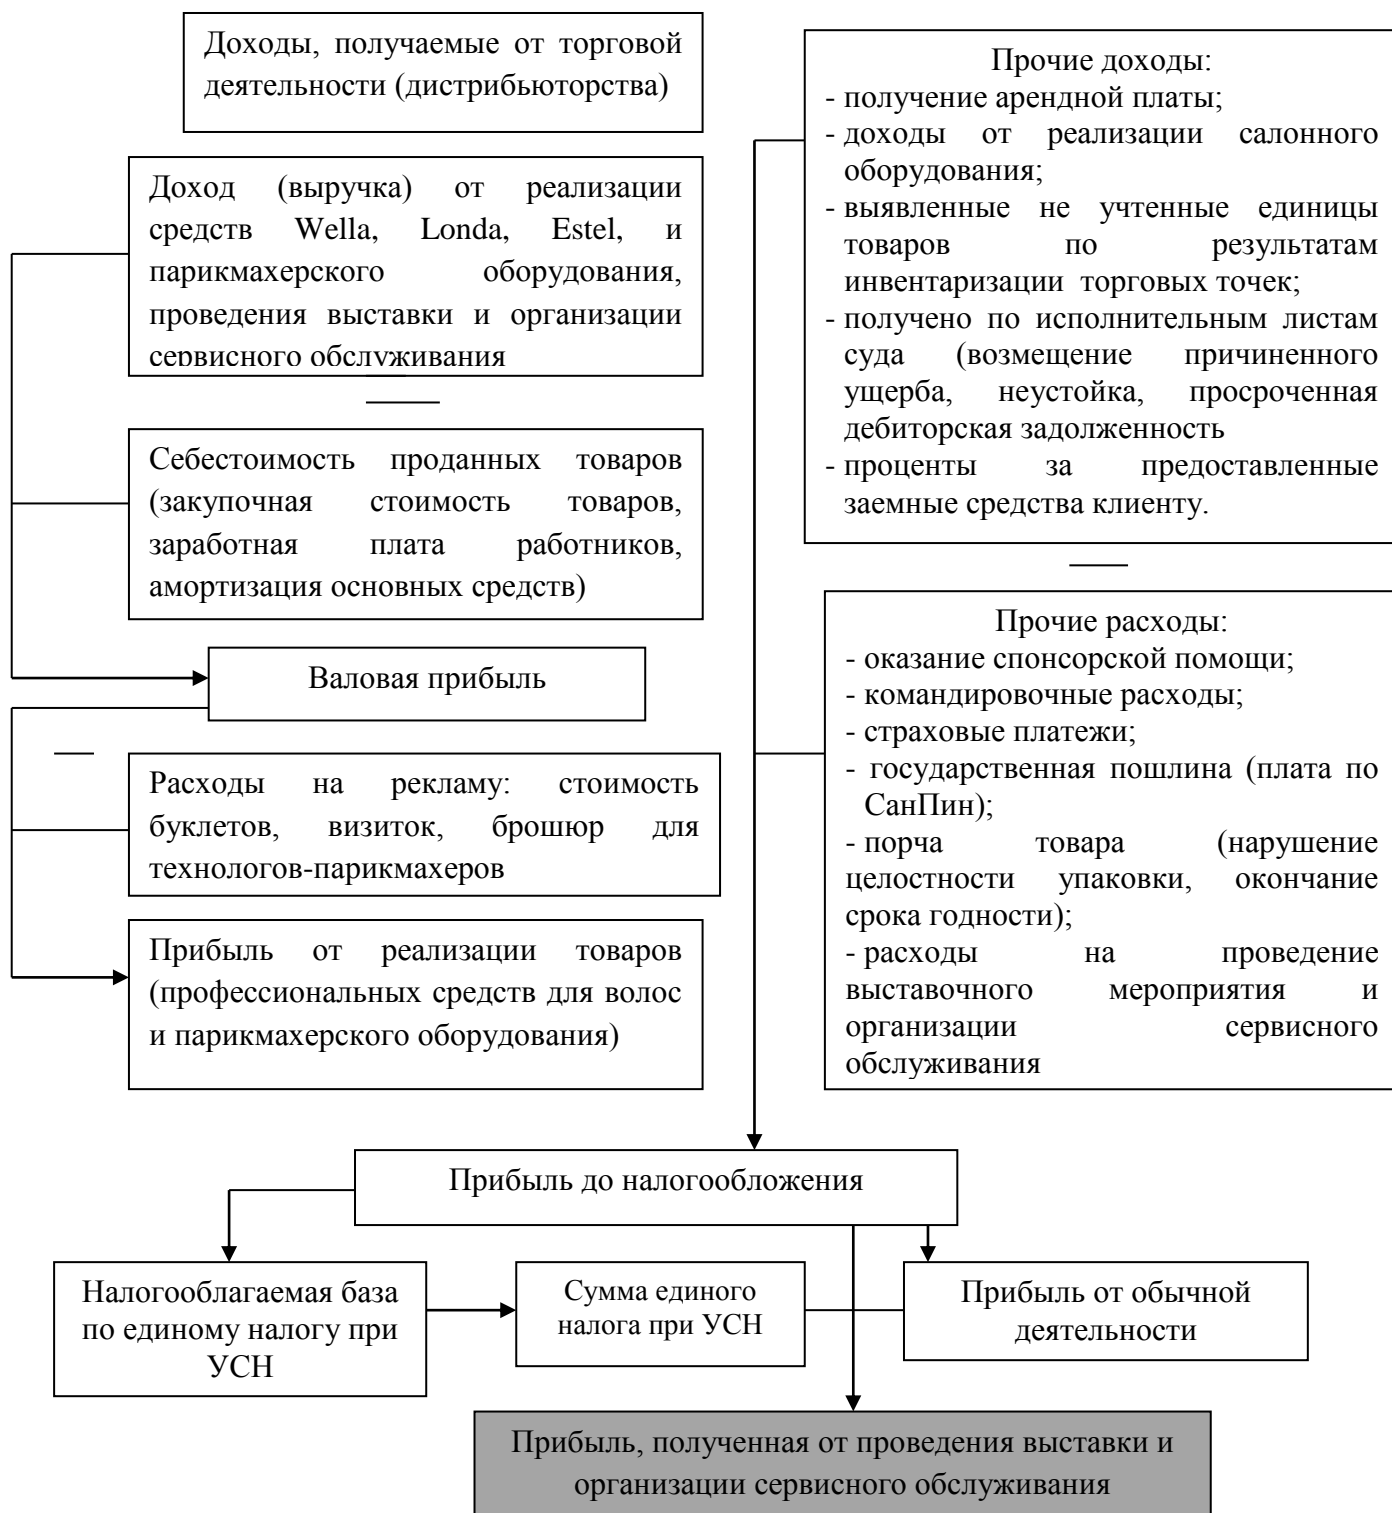 Доходы, получаемые от торговой
деятельности (дистрибьюторства)
Доход (выручка) от реализации
средств Wella, Londa, Estel, и
парикмахерского оборудования,
проведения выставки и организации
сервисного обслуживания
Себестоимость проданных товаров
(закупочная стоимость товаров,
заработная плата работников,
амортизация основных средств)
Валовая прибыль
Расходы на рекламу: стоимость
буклетов, визиток, брошюр для
технологов-парикмахеров
Прибыль от реализации товаров
(профессиональных средств для волос
и парикмахерского оборудования)
Прочие доходы:
- получение арендной платы;
- доходы от реализации салонного
оборудования;
- выявленные не учтенные единицы
товаров по результатам
инвентаризации торговых точек;
- получено по исполнительным листам
суда (возмещение причиненного
ущерба, неустойка, просроченная
дебиторская задолженность
- проценты за предоставленные
заемные средства клиенту.
Прочие расходы:
- оказание спонсорской помощи;
- командировочные расходы;
- страховые платежи;
- государственная пошлина (плата по
СанПин);
- порча товара (нарушение
целостности упаковки, окончание
срока годности);
- расходы на проведение
выставочного мероприятия и
организации сервисного
обслуживания
Прибыль до налогообложения
Налогооблагаемая база
по единому налогу при
УСН
Сумма единого
налога при УСН
Прибыль от обычной
деятельности
Прибыль, полученная от проведения выставки и
организации сервисного обслуживания